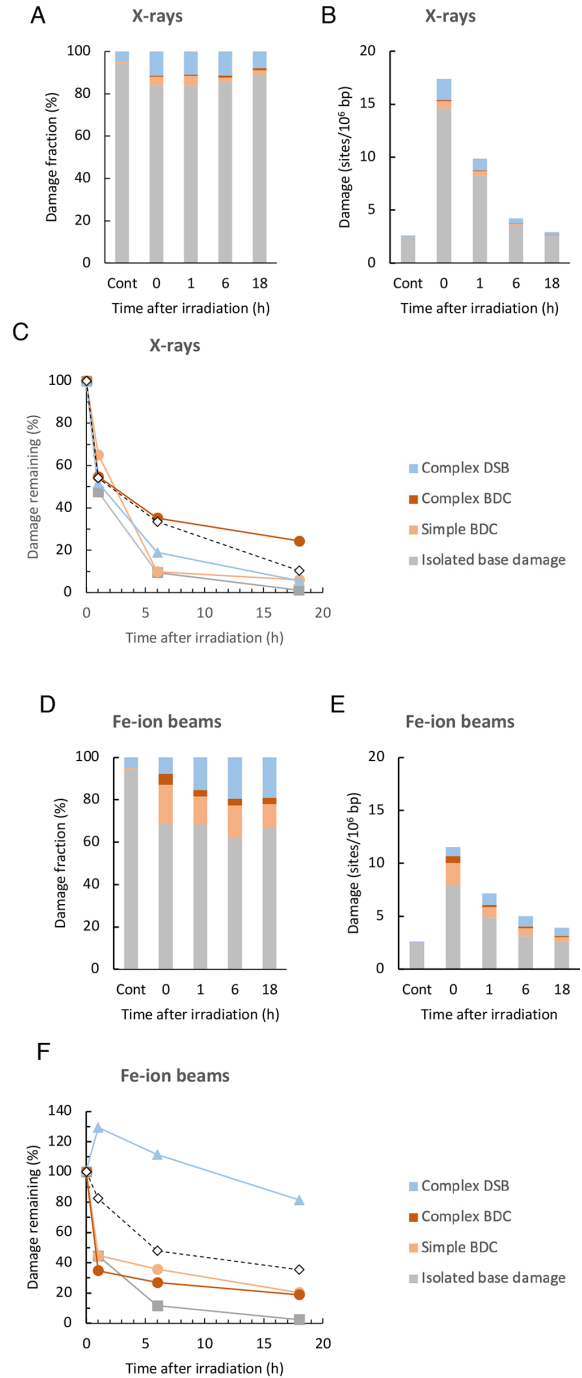 A
X-rays
Damage fraction (%)
100
80
60
40
20
0
Cont 0 1 6 18
Time after irradiation (h)
B
X-rays
Damage (sites/10⁶ bp)
20
15
10
5
0
Cont 0 1 6 18
Time after irradiation (h)
C
X-rays
Damage remaining (%)
100
80
60
40
20
0
0 5 10 15 20
Time after irradiation (h)
Complex DSB
Complex BDC
Simple BDC
Isolated base damage
D
Fe-ion beams
Damage fraction (%)
100
80
60
40
20
0
Cont 0 1 6 18
Time after irradiation (h)
E
Fe-ion beams
Damage (sites/10⁶ bp)
20
15
10
5
0
Cont 0 1 6 18
Time after irradiation
F
Fe-ion beams
Damage remaining (%)
140
120
100
80
60
40
20
0
0 5 10 15 20
Time after irradiation (h)
Complex DSB
Complex BDC
Simple BDC
Isolated base damage